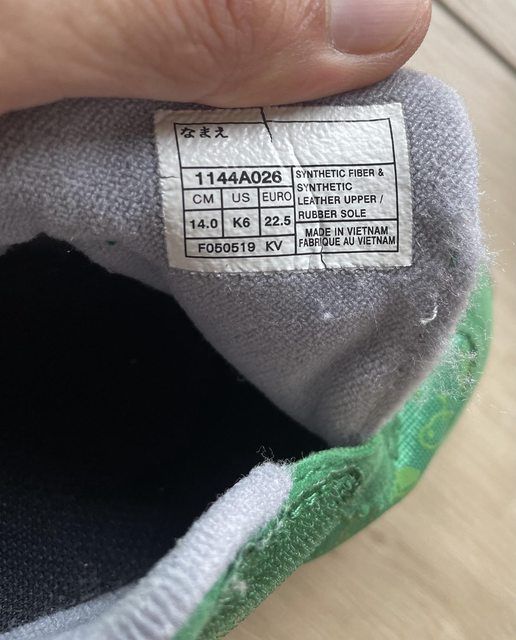 なまえ
1144A026
CM US EURO
14.0 K6 22.5
F050519 KV
SYNTHETIC FIBER &
SYNTHETIC
LEATHER UPPER /
RUBBER SOLE
MADE IN VIETNAM
FABRIQUE AU VIETNAM